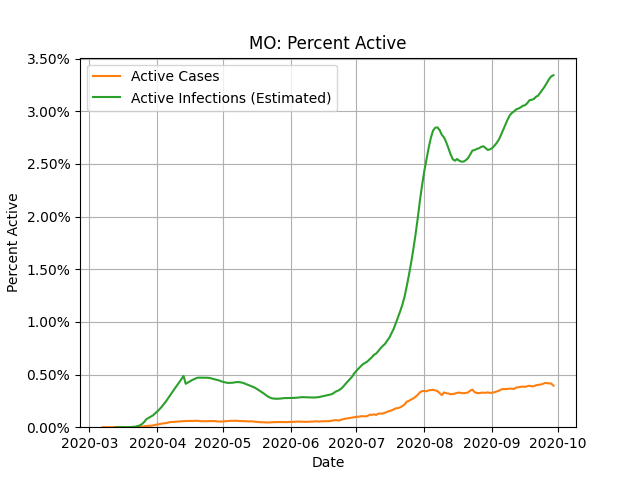 MO: Percent Active
3.50%
3.00%
2.50%
2.00%
1.50%
1.00%
0.50%
0.00%
Percent Active
Active Cases
Active Infections (Estimated)
2020-03 2020-04 2020-05 2020-06 2020-07 2020-08 2020-09 2020-10
Date